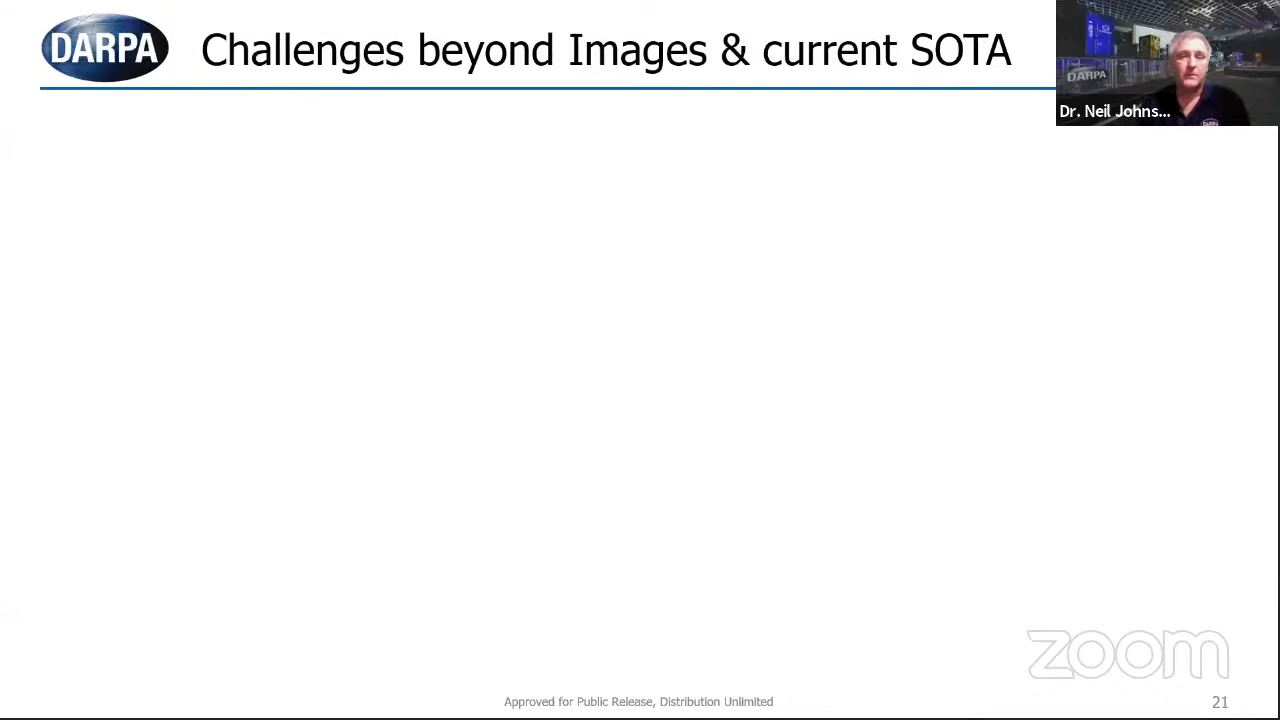 DARPA
Challenges beyond Images & current SOTA
DARPA
Dr. Neil Johns...
zoom
Approved for Public Release, Distribution Unlimited
21